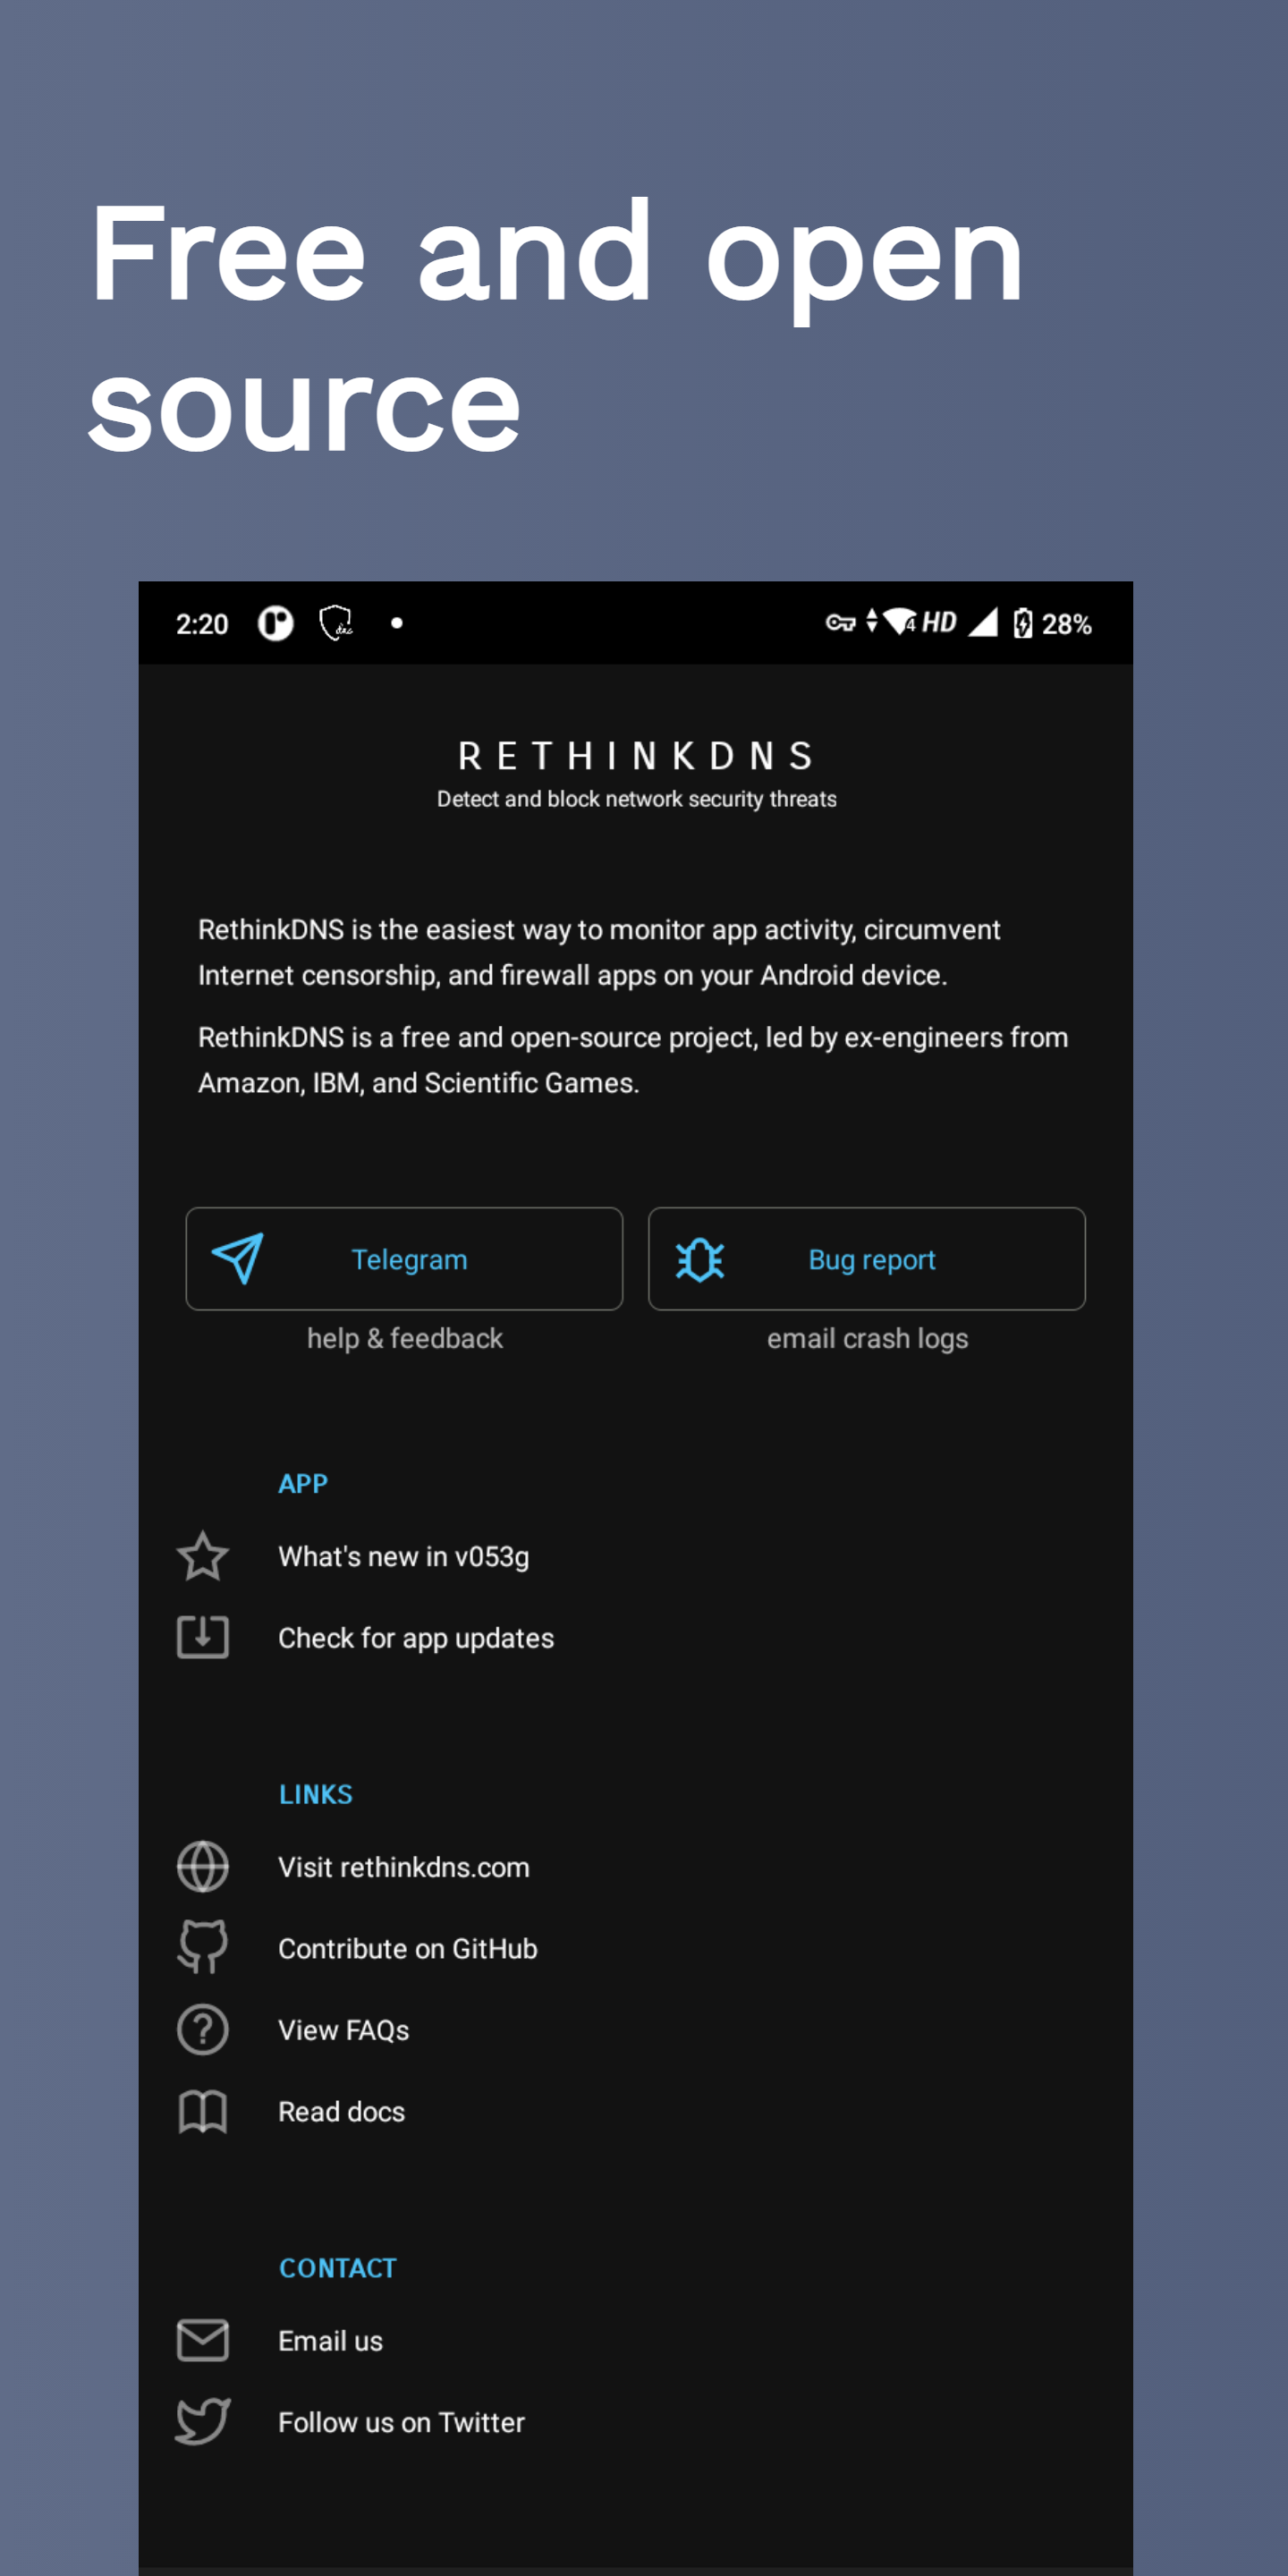 Free and open
source
2:20
4 HD 28%
RETHINKDNS
Detect and block network security threats
RethinkDNS is the easiest way to monitor app activity, circumvent
Internet censorship, and firewall apps on your Android device.
RethinkDNS is a free and open-source project, led by ex-engineers from
Amazon, IBM, and Scientific Games.
Telegram
Bug report
help & feedback
email crash logs
APP
What's new in v053g
Check for app updates
LINKS
Visit rethinkdns.com
Contribute on GitHub
View FAQs
Read docs
CONTACT
Email us
Follow us on Twitter